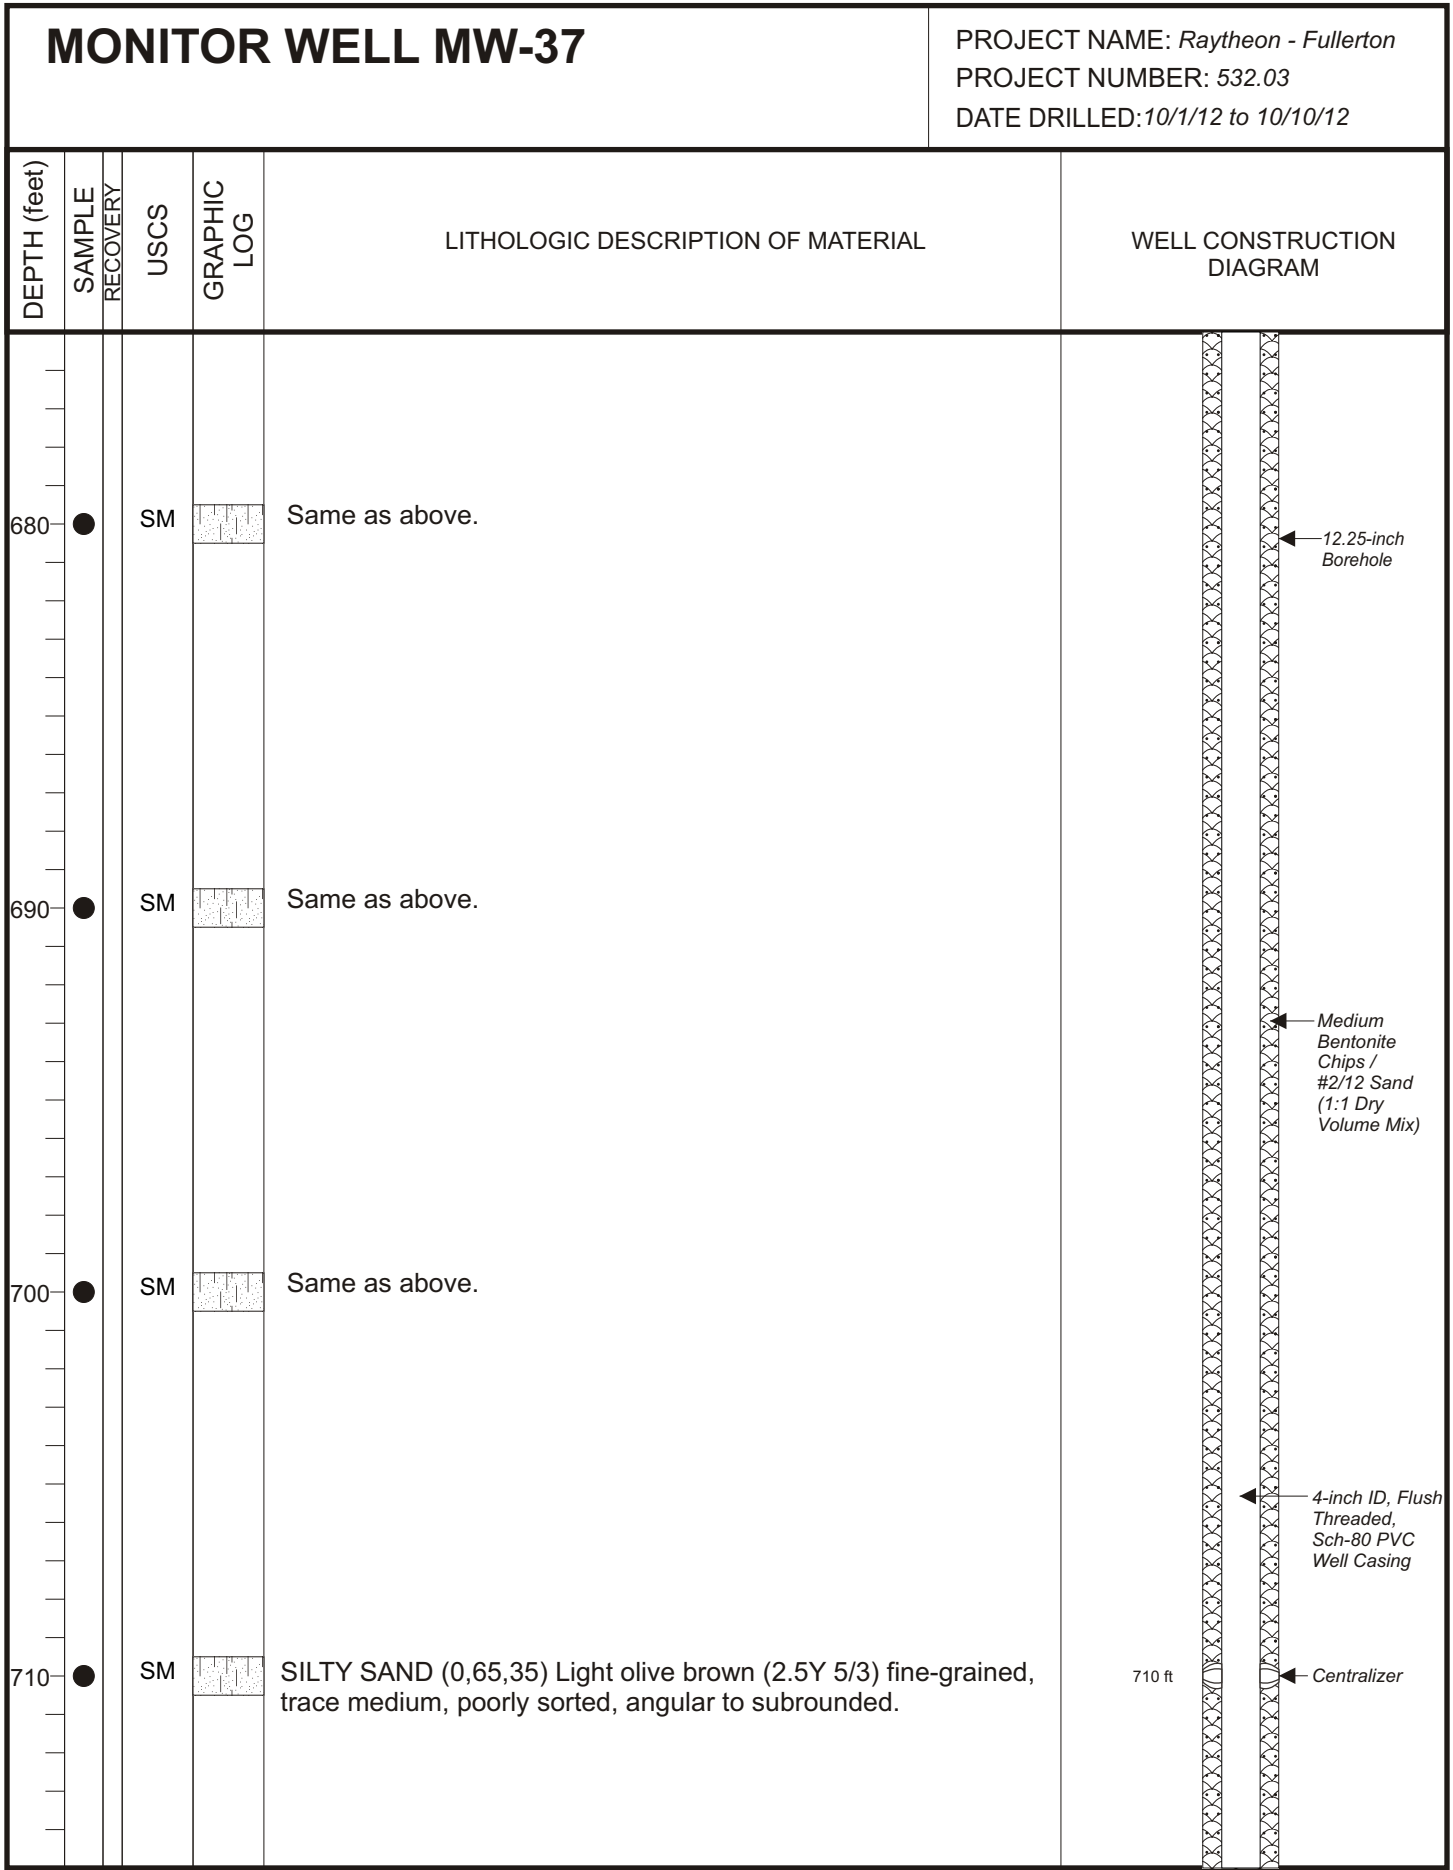 MONITOR WELL MW-37
PROJECT NAME: Raytheon - Fullerton
PROJECT NUMBER: 532.03
DATE DRILLED:10/1/12 to 10/10/12
DEPTH (feet)
SAMPLE
RECOVERY
USCS
GRAPHIC
LOG
LITHOLOGIC DESCRIPTION OF MATERIAL
WELL CONSTRUCTION
DIAGRAM
680
SM
Same as above.
12.25-inch
Borehole
690
SM
Same as above.
Medium
Bentonite
Chips /
#2/12 Sand
(1:1 Dry
Volume Mix)
700
SM
Same as above.
4-inch ID, Flush
Threaded,
Sch-80 PVC
Well Casing
710
SM
SILTY SAND (0,65,35) Light olive brown (2.5Y 5/3) fine-grained,
trace medium, poorly sorted, angular to subrounded.
710 ft
Centralizer